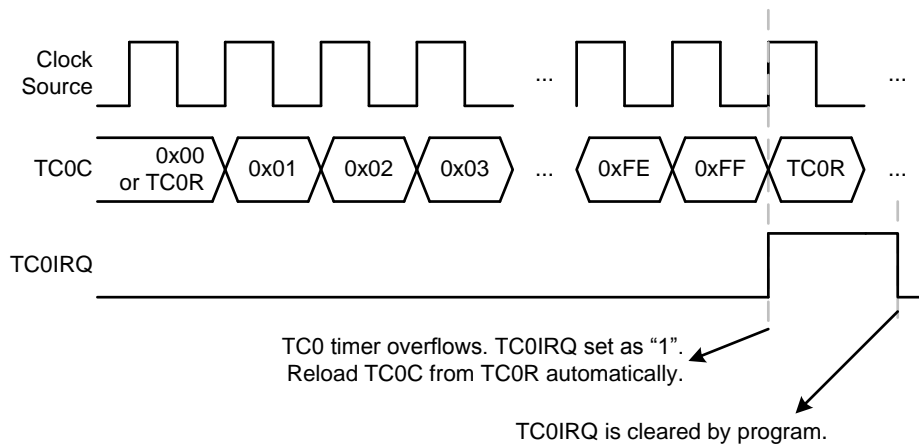 Clock
Source
...
...
TC0C
0x00
or TC0R
0x01
0x02
0x03
...
0xFE
0xFF
TC0R
...
TC0IRQ
TC0 timer overflows. TC0IRQ set as “1”.
Reload TC0C from TC0R automatically.
TC0IRQ is cleared by program.